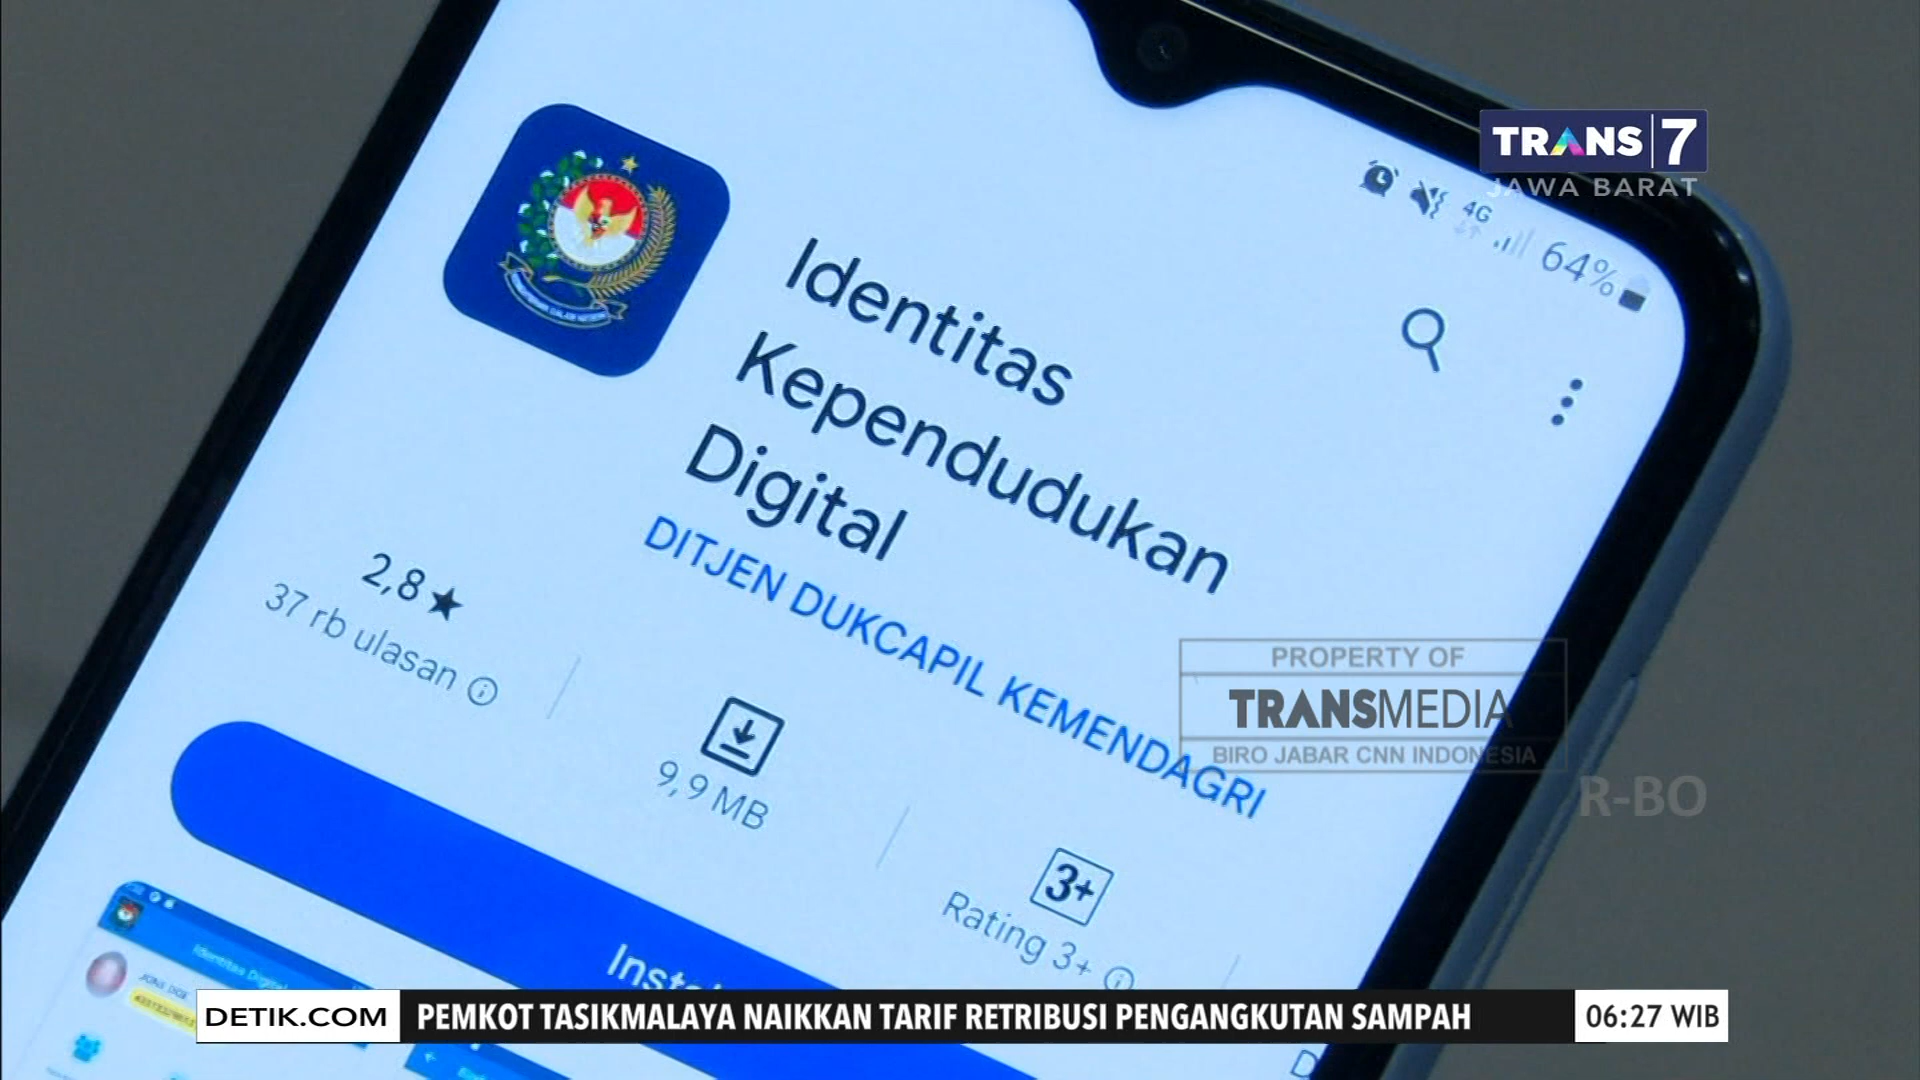 TRANS|7
JAWA BARAT
4G
64%
Identitas
Kependudukan
Digital
DITJEN DUKCAPIL KEMENDAGRI
2,8★
37 rb ulasan
9,9 MB
3+
Rating 3+
PROPERTY OF
TRANSMEDIA
BIRO JABAR CNN INDONESIA
R-BO
Identitas Digital
DETIK.COM
PEMKOT TASIKMALAYA NAIKKAN TARIF RETRIBUSI PENGANGKUTAN SAMPAH
06:27 WIB